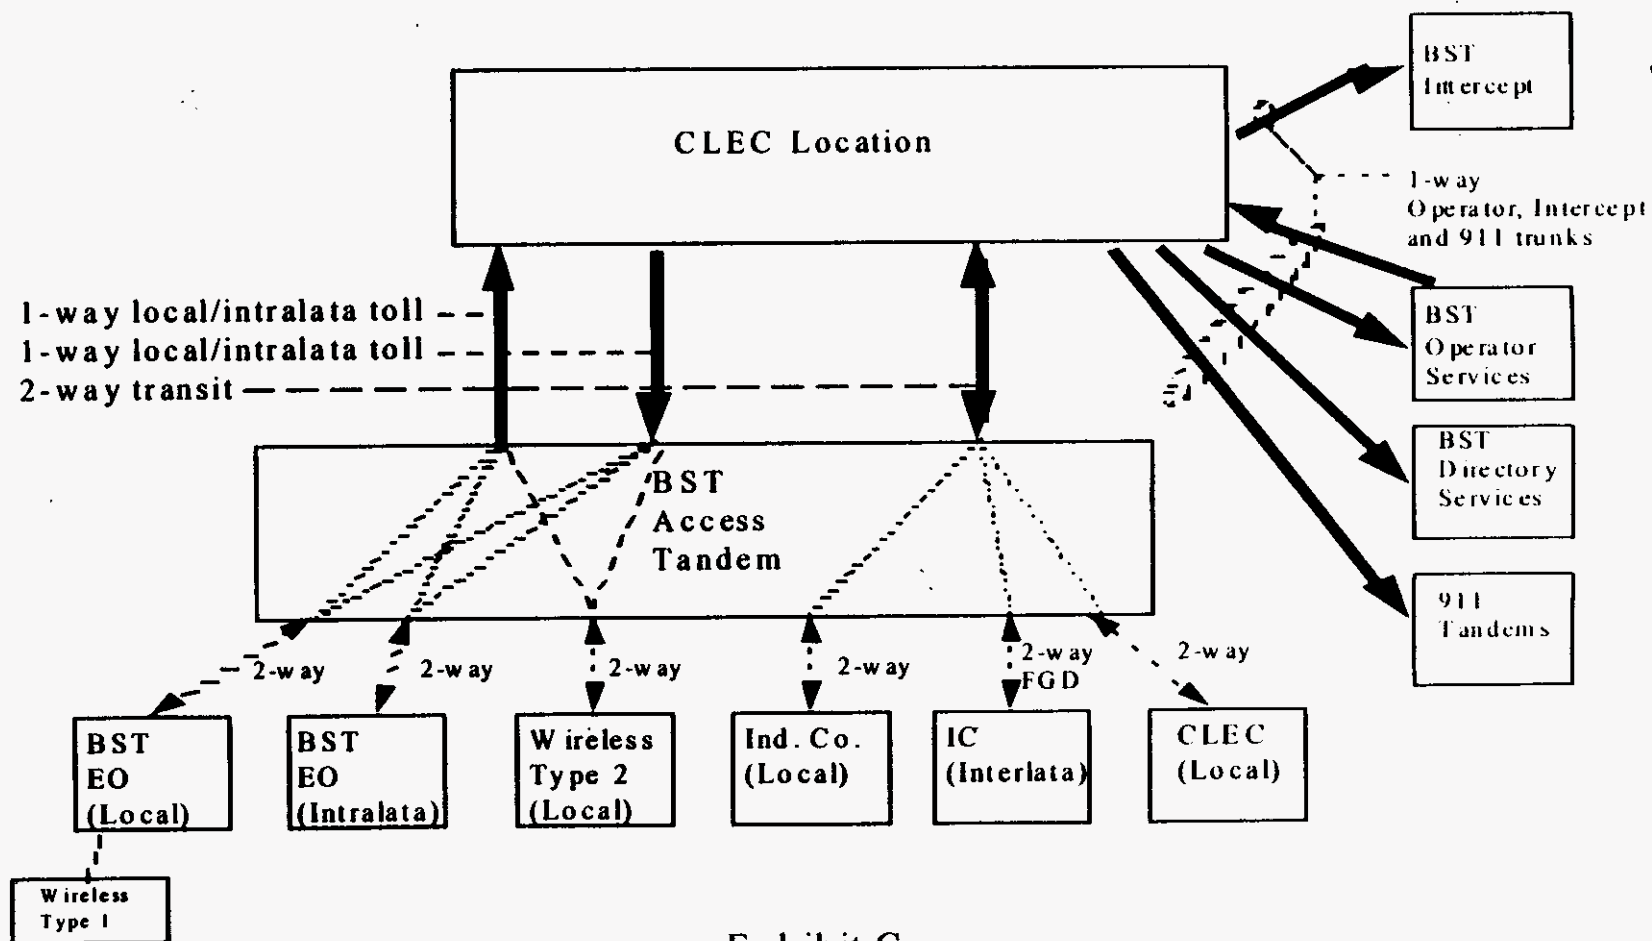 BST
Intercept
CLEC Location
1-way
Operator, Intercept
and 911 trunks
1-way local/intralata toll
1-way local/intralata toll
2-way transit
BST
Operator
Services
BST
Directory
Services
BST
Access
Tandem
911
Tandems
2-way
2-way
2-way
2-way
2-way
FGD
2-way
BST
EO
(Local)
BST
EO
(Intralata)
Wireless
Type 2
(Local)
Ind. Co.
(Local)
IC
(Interlata)
CLEC
(Local)
Wireless
Type 1
Exhibit C